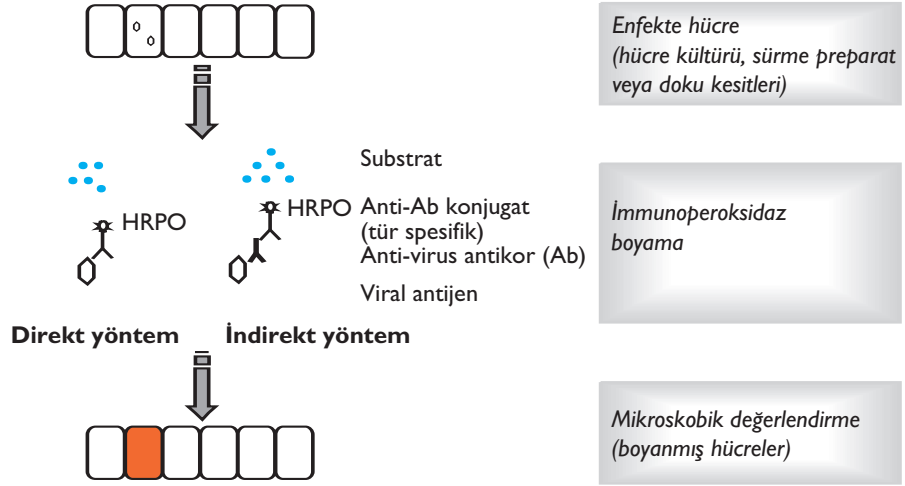 Enfekte hücre
(hücre kültürü, sürme preparat
veya doku kesitleri)
Substrat
HRPO
HRPO
Anti-Ab konjugat
(tür spesifik)
Anti-virus antikor (Ab)
Viral antijen
İmmunoperoksidaz
boyama
Direkt yöntem
İndirekt yöntem
Mikroskobik değerlendirme
(boyanmış hücreler)